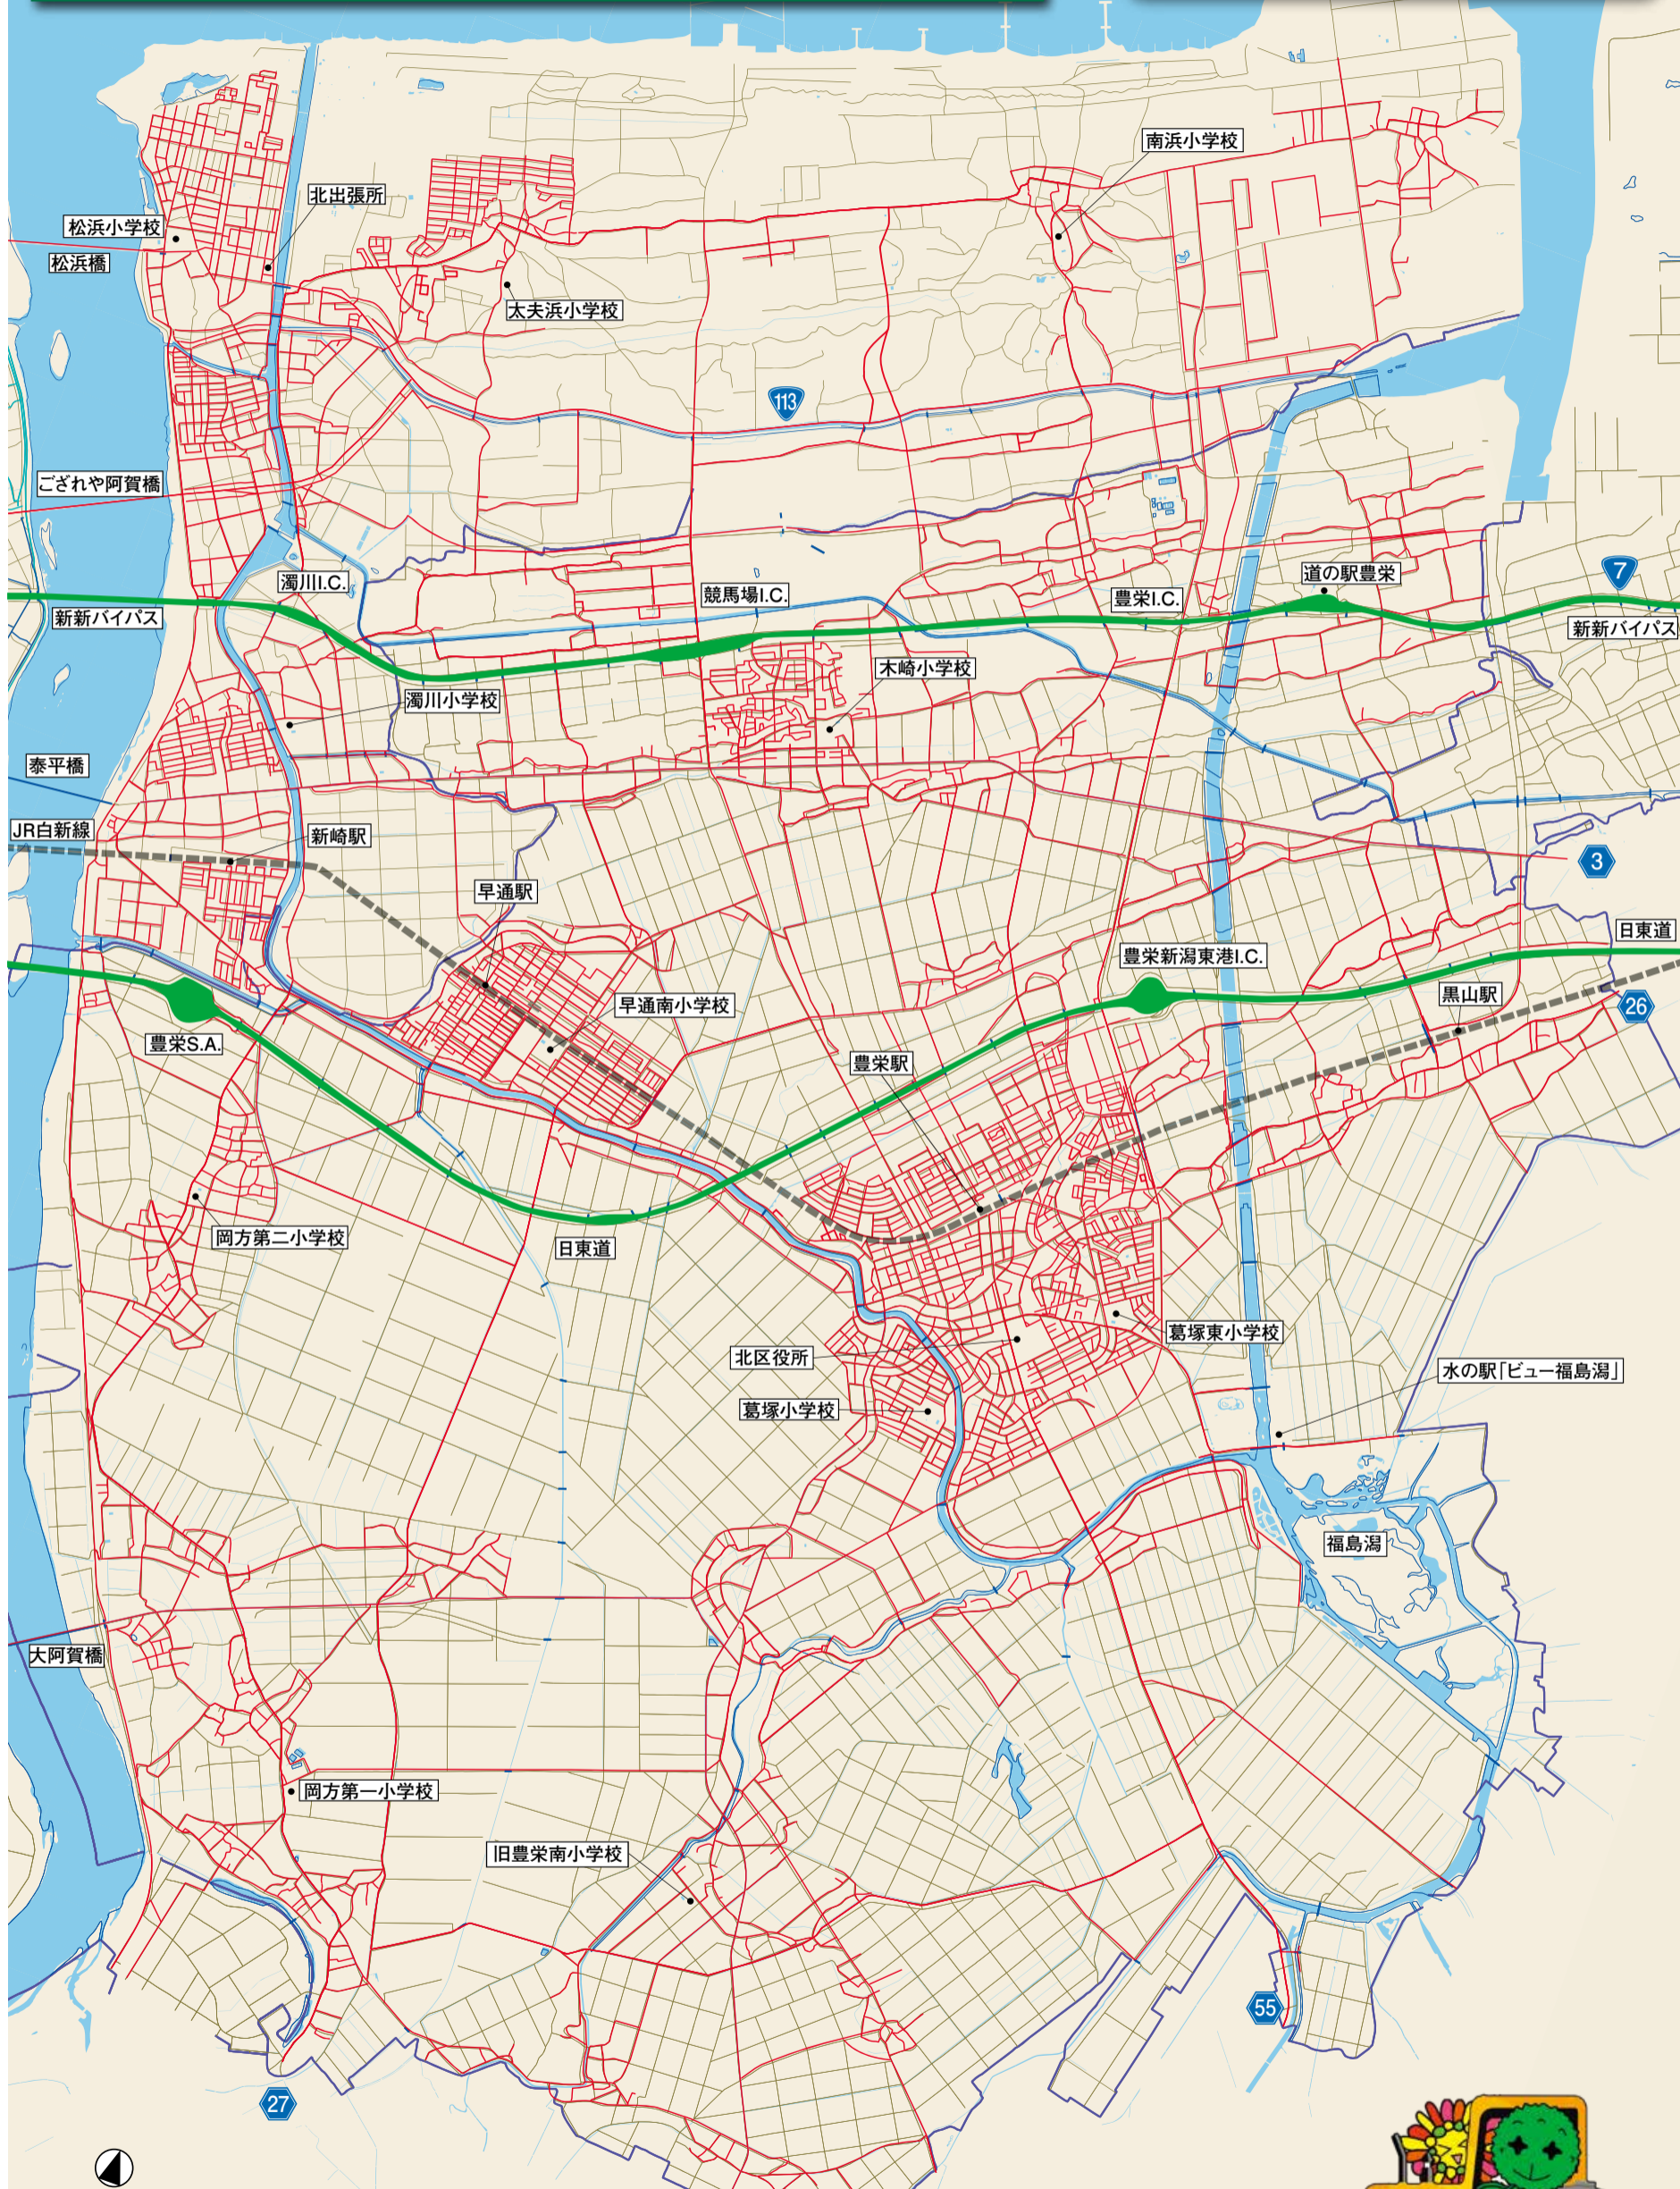 南浜小学校
北出張所
松浜小学校
松浜橋
太夫浜小学校
113
ござれや阿賀橋
濁川I.C.
道の駅豊栄
7
競馬場I.C.
豊栄I.C.
新新バイパス
新新バイパス
木崎小学校
濁川小学校
泰平橋
JR白新線
新崎駅
3
早通駅
日東道
豊栄新潟東港I.C.
黒山駅
早通南小学校
26
豊栄S.A.
豊栄駅
岡方第二小学校
日東道
葛塚東小学校
北区役所
水の駅「ビュー福島潟」
葛塚小学校
福島潟
大阿賀橋
岡方第一小学校
旧豊栄南小学校
55
27